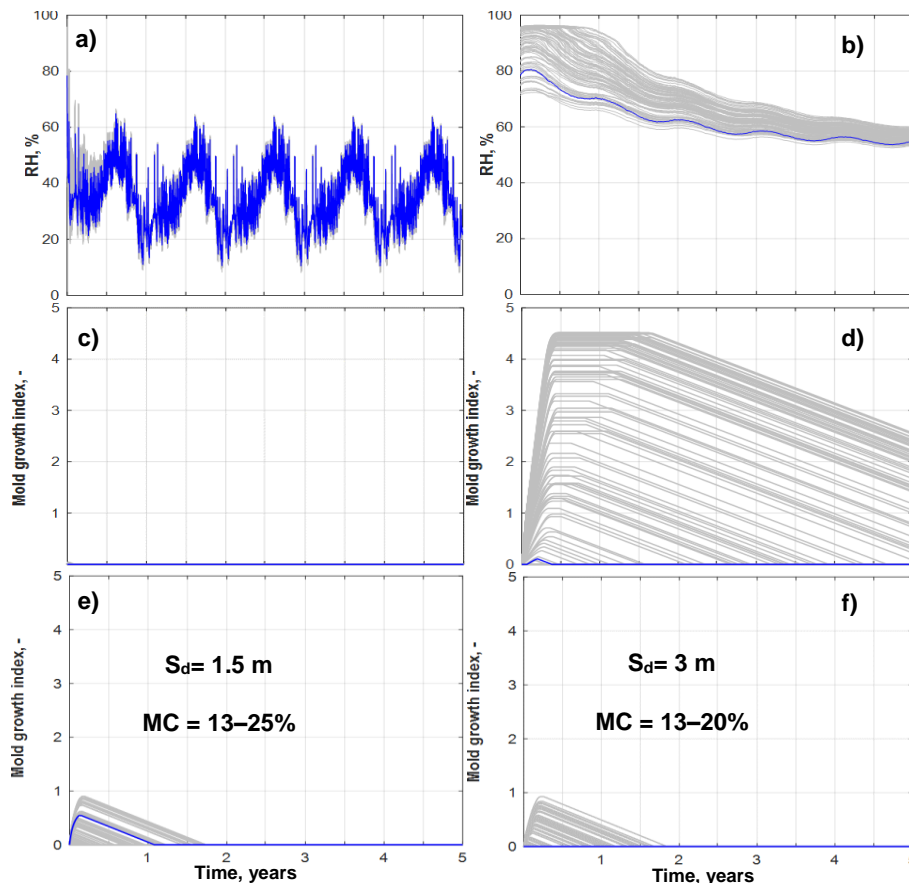 a)
100
80
60
40
20
0
RH, %
b)
100
80
60
40
20
0
RH, %
c)
5
4
3
2
1
0
Mold growth index, -
d)
5
4
3
2
1
0
Mold growth index, -
e)
5
4
3
2
1
0
Mold growth index, -
Sd= 1.5 m
MC = 13–25%
1 2 3 4 5
Time, years
f)
5
4
3
2
1
0
Mold growth index, -
Sd= 3 m
MC = 13–20%
1 2 3 4 5
Time, years